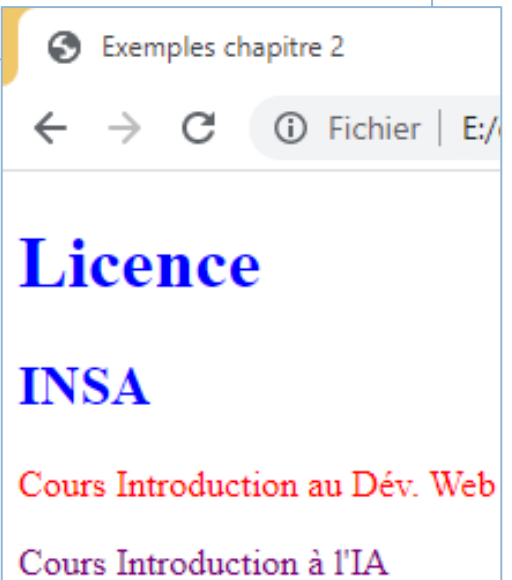 Exemples chapitre 2
Fichier | E:/
Licence
INSA
Cours Introduction au Dév. Web
Cours Introduction à l'IA